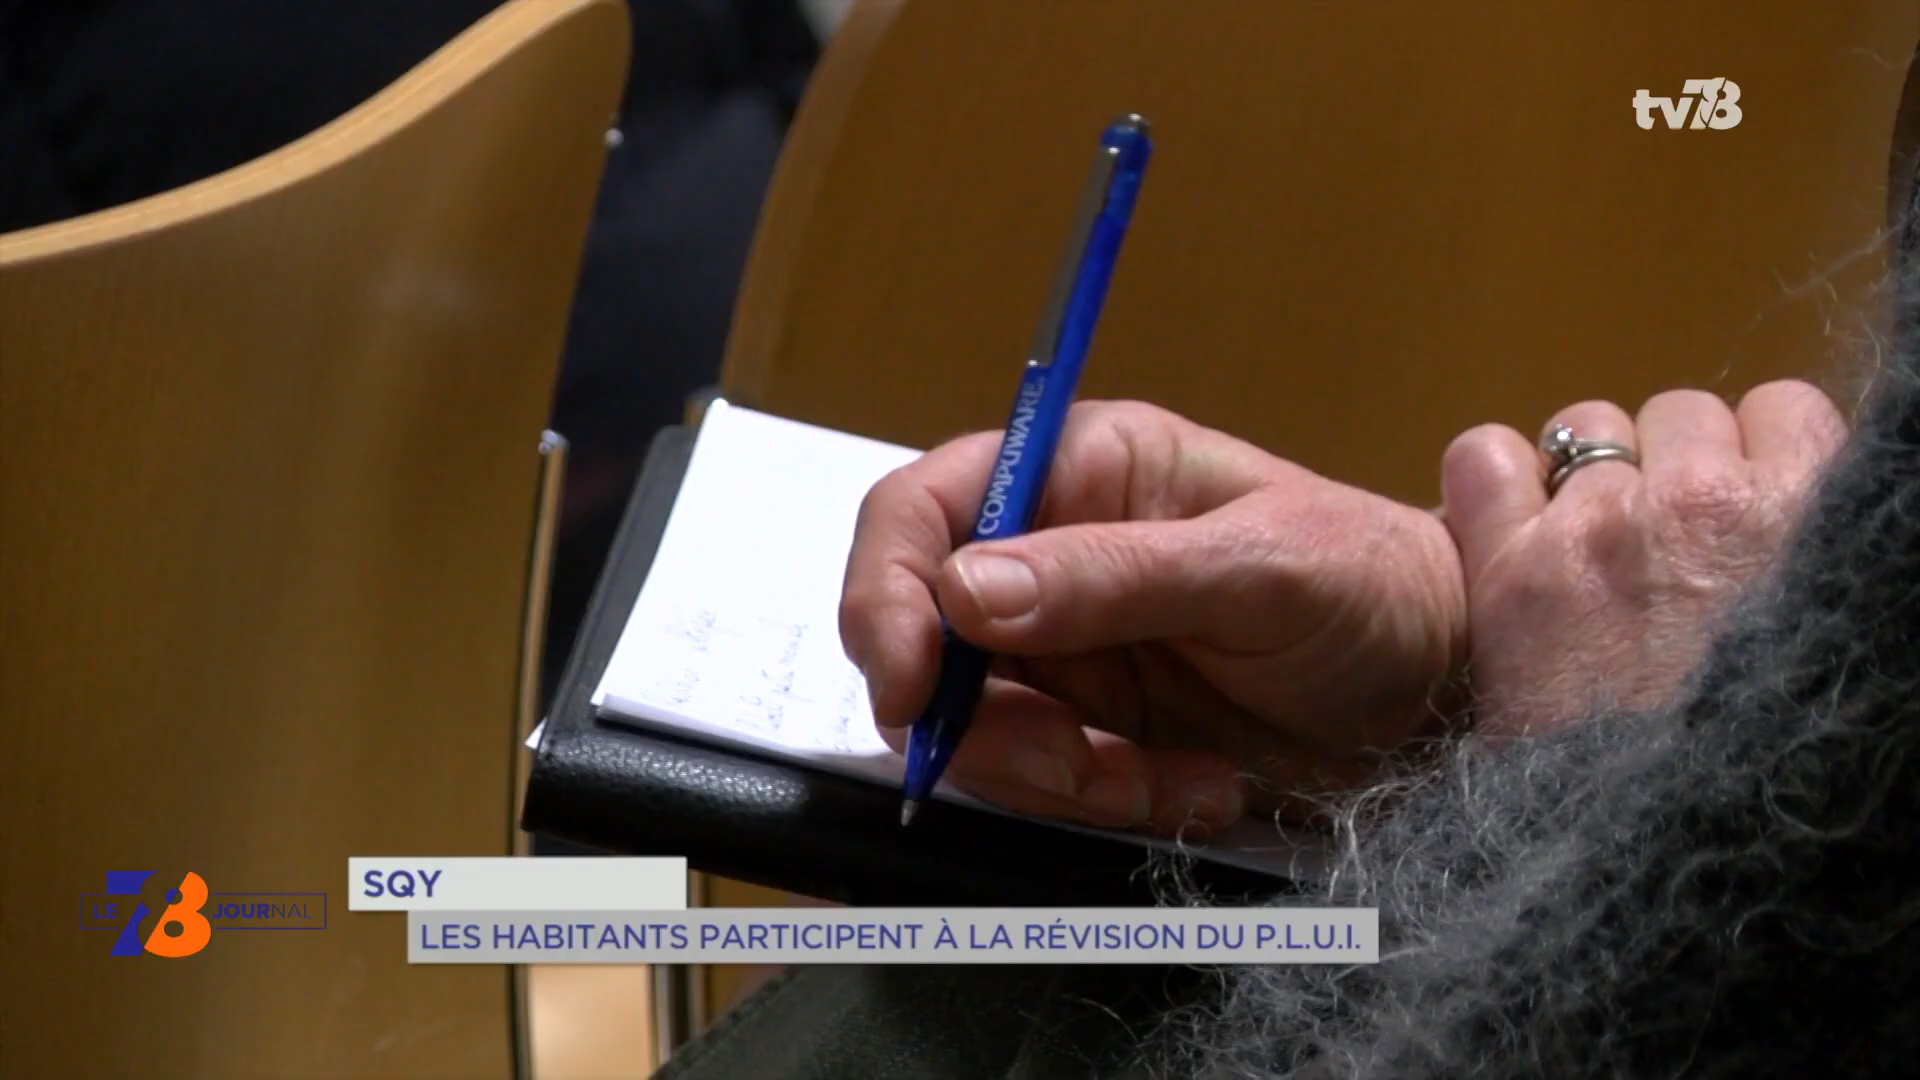 tv78
COMPUWARE.
SQY
LE 78 JOURNAL
LES HABITANTS PARTICIPENT À LA RÉVISION DU P.L.U.I.